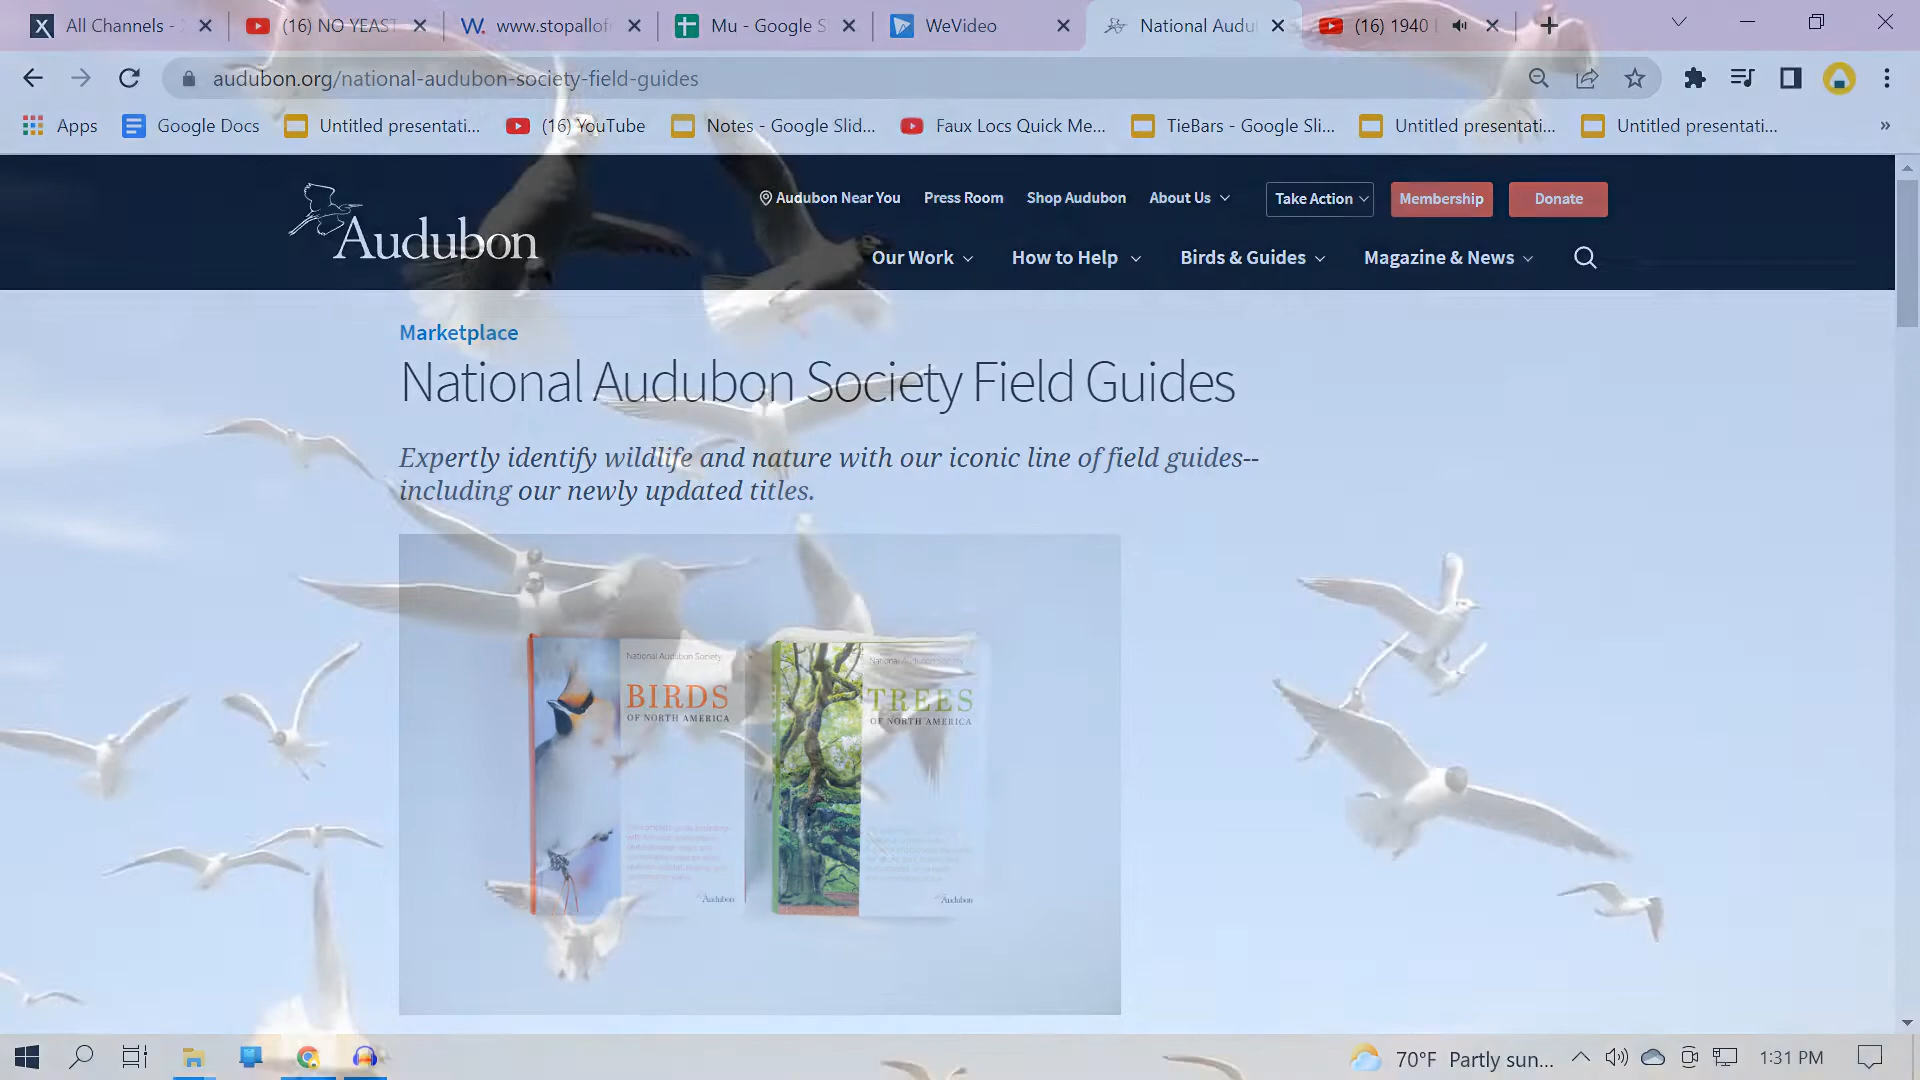 All Channels -
(16) NO YEAST
www.stopallof
Mu - Google S
WeVideo
National Audu
(16) 1940
audubon.org/national-audubon-society-field-guides
Apps
Google Docs
Untitled presentati...
(16) YouTube
Notes - Google Slid...
Faux Locs Quick Me...
TieBars - Google Sli...
Untitled presentati...
Untitled presentati...
»
Audubon
Audubon Near You
Press Room
Shop Audubon
About Us
Take Action
Membership
Donate
Our Work
How to Help
Birds & Guides
Magazine & News
Marketplace
National Audubon Society Field Guides
Expertly identify wildlife and nature with our iconic line of field guides--
including our newly updated titles.
National Audubon Society
BIRDS
OF NORTH AMERICA
Audubon
National Audubon Society
TREES
OF NORTH AMERICA
Audubon
70°F Partly sun...
1:31 PM